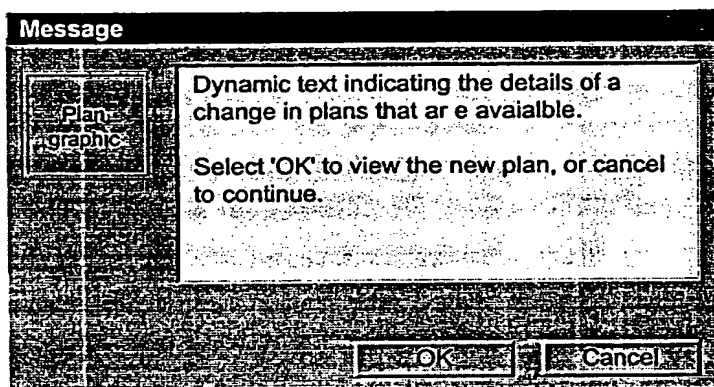 Message
Plan
graphic
Dynamic text indicating the details of a
change in plans that ar e avaialble.
Select 'OK' to view the new plan, or cancel
to continue.
OK
Cancel